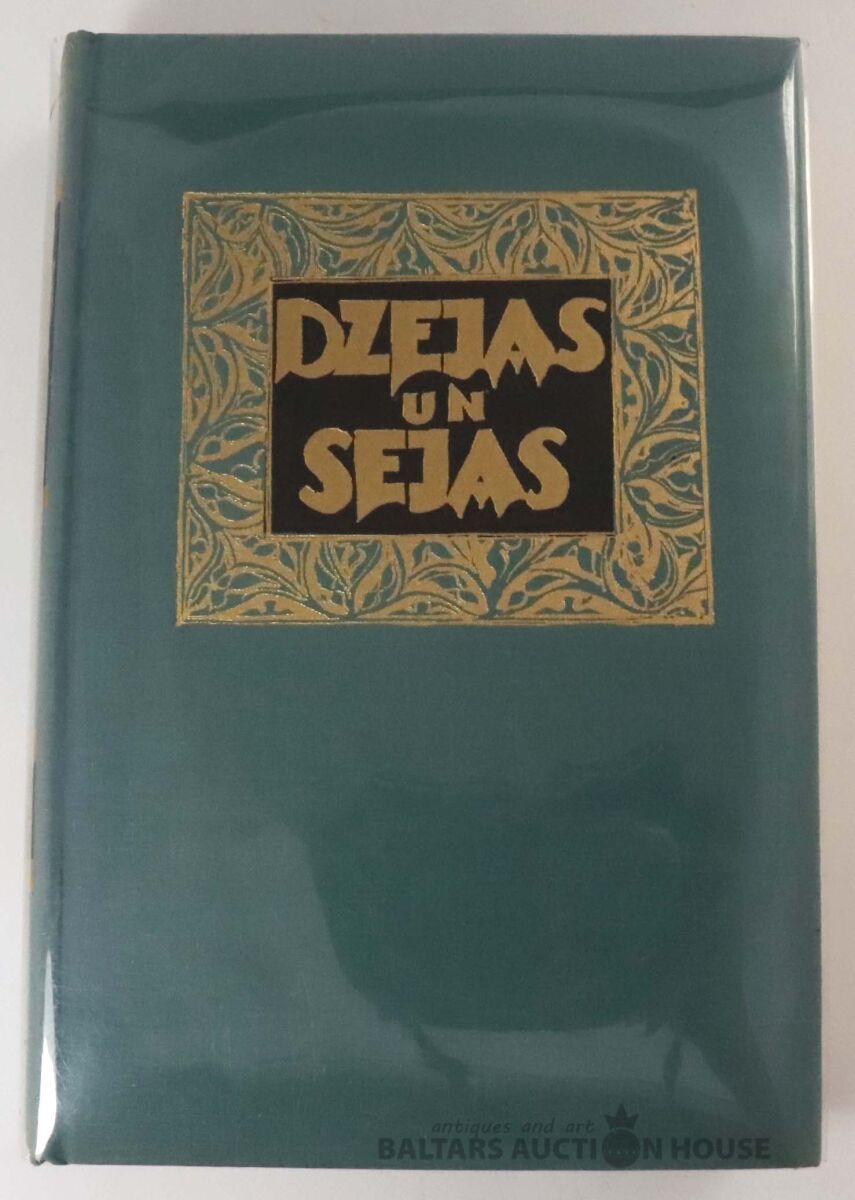 DZEJAS
UN
SEJAS
antiques and art
BALTARS AUCTION HOUSE